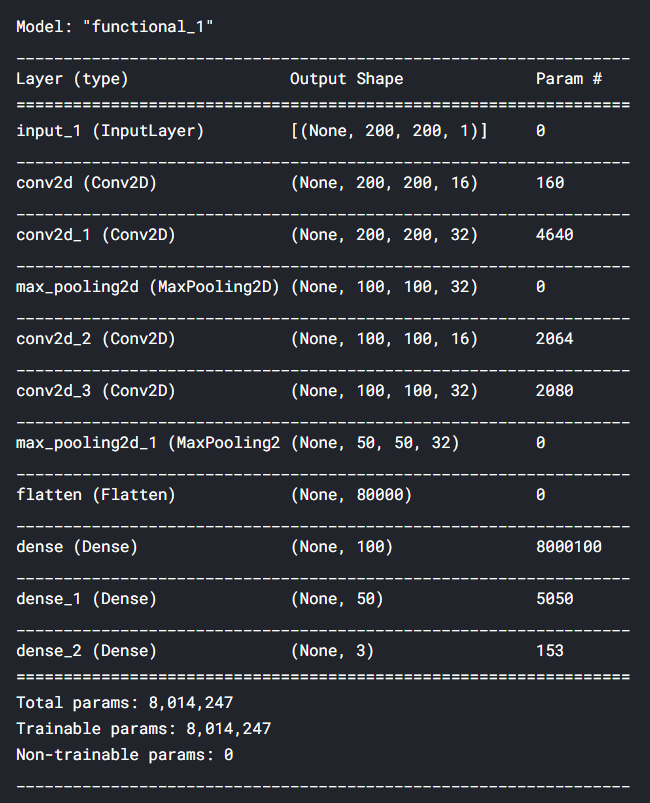 Model: "functional_1"
_________________________________________________________________
Layer (type)                 Output Shape              Param #
=================================================================
input_1 (InputLayer)         [(None, 200, 200, 1)]     0
_________________________________________________________________
conv2d (Conv2D)              (None, 200, 200, 16)      160
_________________________________________________________________
conv2d_1 (Conv2D)            (None, 200, 200, 32)      4640
_________________________________________________________________
max_pooling2d (MaxPooling2D) (None, 100, 100, 32)      0
_________________________________________________________________
conv2d_2 (Conv2D)            (None, 100, 100, 16)      2064
_________________________________________________________________
conv2d_3 (Conv2D)            (None, 100, 100, 32)      2080
_________________________________________________________________
max_pooling2d_1 (MaxPooling2 (None, 50, 50, 32)        0
_________________________________________________________________
flatten (Flatten)            (None, 80000)             0
_________________________________________________________________
dense (Dense)                (None, 100)               8000100
_________________________________________________________________
dense_1 (Dense)              (None, 50)                5050
_________________________________________________________________
dense_2 (Dense)              (None, 3)                 153
=================================================================
Total params: 8,014,247
Trainable params: 8,014,247
Non-trainable params: 0
_________________________________________________________________